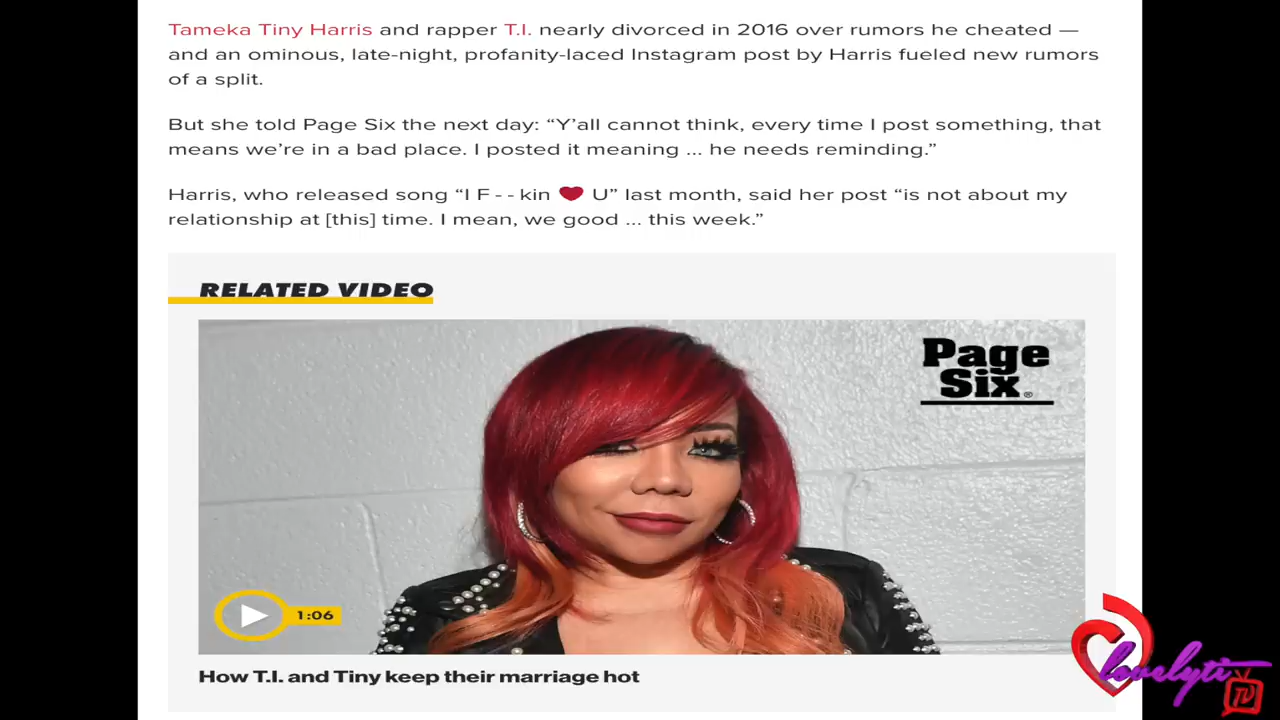 Tameka Tiny Harris and rapper T.I. nearly divorced in 2016 over rumors he cheated —
and an ominous, late-night, profanity-laced Instagram post by Harris fueled new rumors
of a split.
But she told Page Six the next day: “Y’all cannot think, every time I post something, that
means we’re in a bad place. I posted it meaning ... he needs reminding.”
Harris, who released song “I F - - kin ❤ U” last month, said her post “is not about my
relationship at [this] time. I mean, we good ... this week.”
RELATED VIDEO
Page
Six®
1:06
How T.I. and Tiny keep their marriage hot
lovelyti
TV